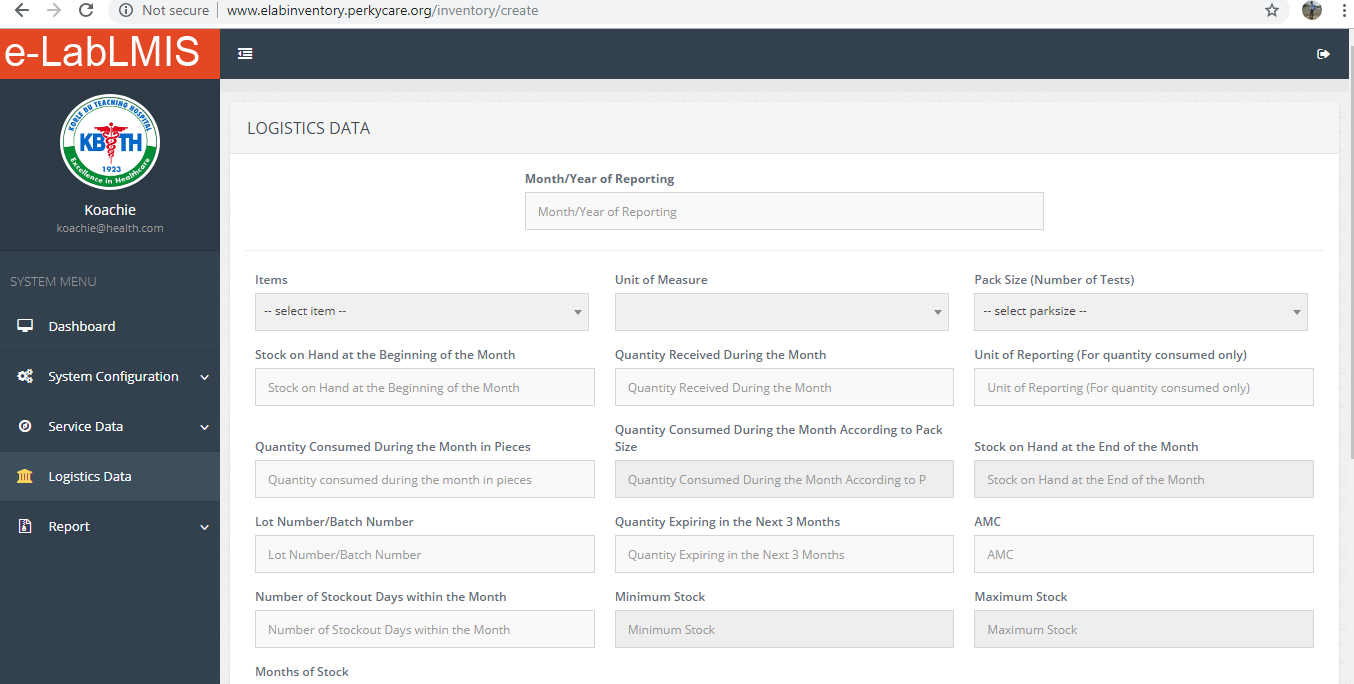 Not secure | www.elabinventory.perkycare.org/inventory/create
e-LabLMIS
KORLE BU TEACHING HOSPITAL
KBTH
1923
Excellence in Healthcare
Koachie
koachie@health.com
SYSTEM MENU
Dashboard
System Configuration
Service Data
Logistics Data
Report
LOGISTICS DATA
Month/Year of Reporting
Month/Year of Reporting
Items
-- select item --
Unit of Measure
Pack Size (Number of Tests)
-- select parksize --
Stock on Hand at the Beginning of the Month
Stock on Hand at the Beginning of the Month
Quantity Received During the Month
Quantity Received During the Month
Unit of Reporting (For quantity consumed only)
Unit of Reporting (For quantity consumed only)
Quantity Consumed During the Month in Pieces
Quantity consumed during the month in pieces
Quantity Consumed During the Month According to Pack
Size
Quantity Consumed During the Month According to P
Stock on Hand at the End of the Month
Stock on Hand at the End of the Month
Lot Number/Batch Number
Lot Number/Batch Number
Quantity Expiring in the Next 3 Months
Quantity Expiring in the Next 3 Months
AMC
AMC
Number of Stockout Days within the Month
Number of Stockout Days within the Month
Minimum Stock
Minimum Stock
Maximum Stock
Maximum Stock
Months of Stock